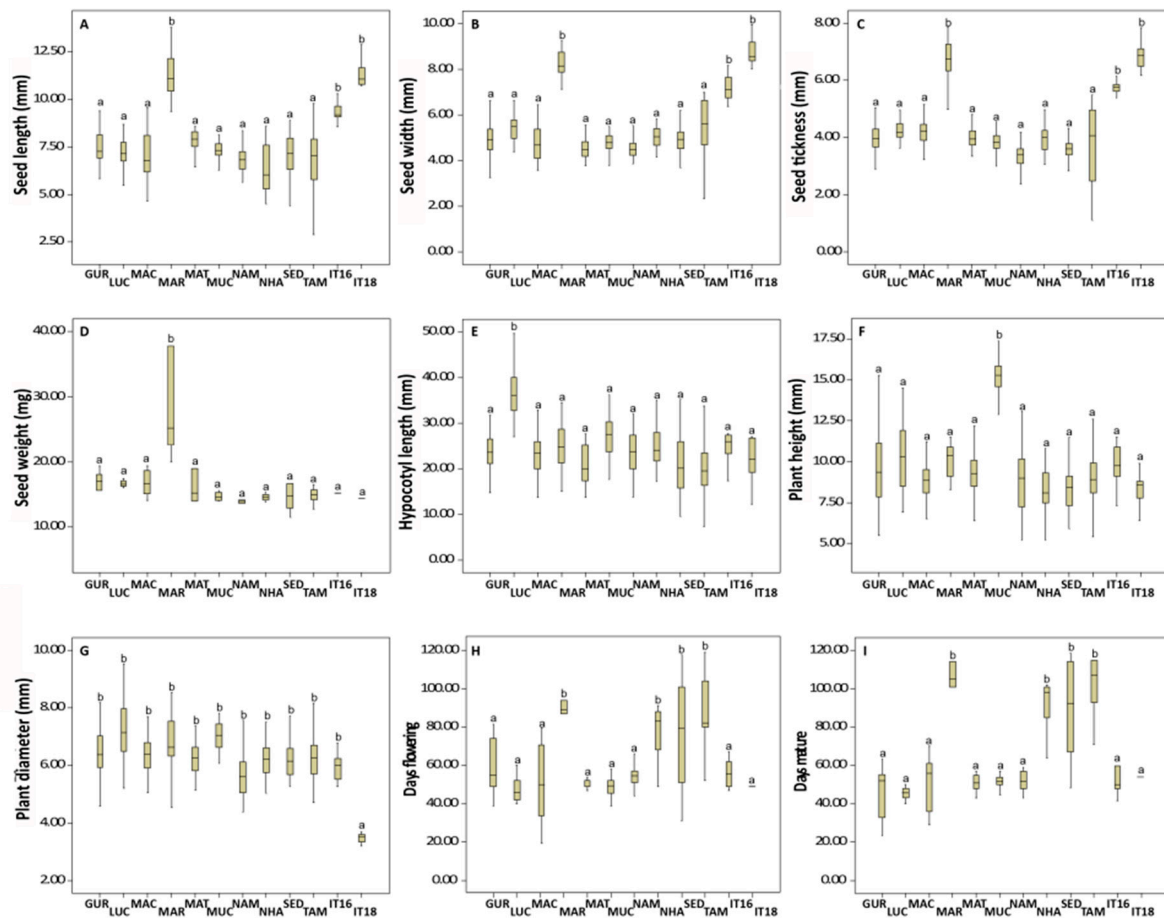 A
Seed length (mm)
12.50
10.00
7.50
5.00
2.50
a a a b a a a a a a b b
GUR LUC MAC MAR MAT MUC NAM NHA SED TAM IT16 IT18
B
Seed width (mm)
10.00
8.00
6.00
4.00
2.00
0.00
a a a b a a a a a a b b
GUR LUC MAC MAR MAT MUC NAM NHA SED TAM IT16 IT18
C
Seed tickness (mm)
8.00
6.00
4.00
2.00
0.00
a a a b a a a a a a b b
GUR LUC MAC MAR MAT MUC NAM NHA SED TAM IT16 IT18
D
Seed weight (mg)
40.00
30.00
20.00
10.00
a a a b a a a a a a a a
GUR LUC MAC MAR MAT MUC NAM NHA SED TAM IT16 IT18
E
Hypocotyl length (mm)
50.00
40.00
30.00
20.00
10.00
0.00
a b a a a a a a a a a a
GUR LUC MAC MAR MAT MUC NAM NHA SED TAM IT16 IT18
F
Plant height (mm)
17.50
15.00
12.50
10.00
7.50
5.00
a a a a a b a a a a a a
GUR LUC MAC MAR MAT MUC NAM NHA SED TAM IT16 IT18
G
Plant diameter (mm)
10.00
8.00
6.00
4.00
2.00
b b b b b b b b b b b a
GUR LUC MAC MAR MAT MUC NAM NHA SED TAM IT16 IT18
H
Days flowering
120.00
100.00
80.00
60.00
40.00
20.00
0.00
a a a b a a a b b b a a
GUR LUC MAC MAR MAT MUC NAM NHA SED TAM IT16 IT18
I
Days mature
120.00
100.00
80.00
60.00
40.00
20.00
0.00
a a a b a a a b b b a a
GUR LUC MAC MAR MAT MUC NAM NHA SED TAM IT16 IT18